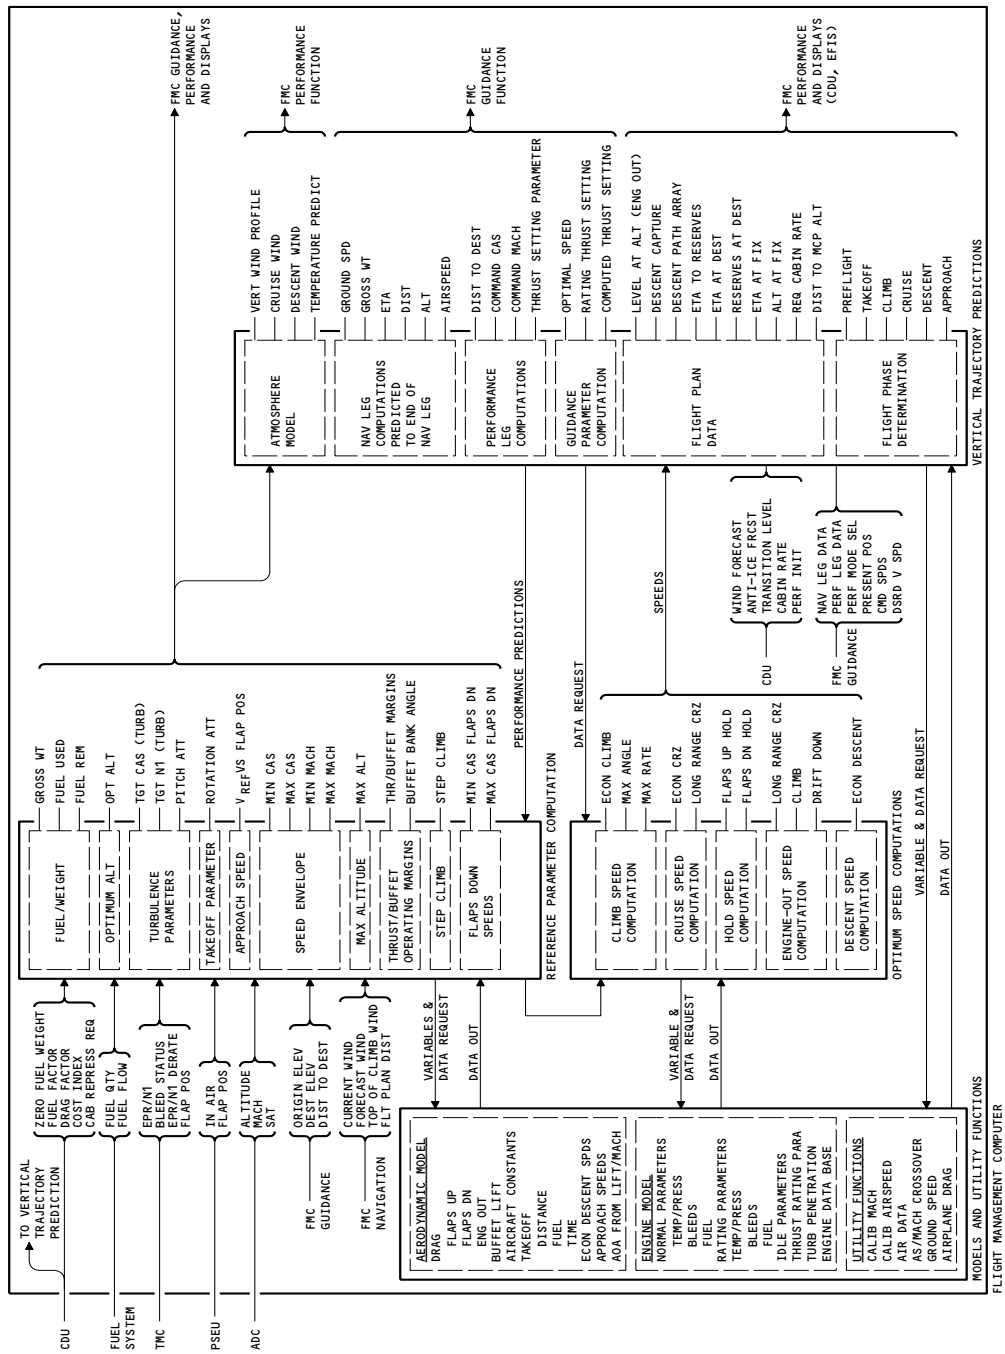 TO VERTICAL
TRAJECTORY
PREDICTION
CDU
FUEL
SYSTEM
TMC
PSEU
ADC
ZERO FUEL WEIGHT
FUEL FACTOR
DRAG FACTOR
COST INDEX
CAB REPRESS REQ
FUEL QTY
FUEL FLOW
EPR/N1
BLEED STATUS
EPR/N1 DERATE
FLAP POS
IN AIR
FLAP POS
ALTITUDE
MACH
SAT
FMC
GUIDANCE
ORIGIN ELEV
DEST ELEV
DIST TO DEST
FMC
NAVIGATION
CURRENT WIND
FORECAST WIND
TOP OF CLIMB WIND
FLT PLAN DIST
FUEL/WEIGHT
OPTIMUM ALT
TURBULENCE
PARAMETERS
TAKEOFF PARAMETER
APPROACH SPEED
SPEED ENVELOPE
MAX ALTITUDE
THRUST/BUFFET
OPERATING MARGINS
STEP CLIMB
FLAPS DOWN
SPEEDS
REFERENCE PARAMETER COMPUTATION
GROSS WT
FUEL USED
FUEL REM
OPT ALT
TGT CAS (TURB)
TGT N1 (TURB)
PITCH ATT
ROTATION ATT
V REF VS FLAP POS
MIN CAS
MAX CAS
MIN MACH
MAX MACH
MAX ALT
THR/BUFFET MARGINS
BUFFET BANK ANGLE
STEP CLIMB
MIN CAS FLAPS DN
MAX CAS FLAPS DN
FMC GUIDANCE,
PERFORMANCE
AND DISPLAYS
VARIABLES &
DATA REQUEST
DATA OUT
PERFORMANCE PREDICTIONS
DATA REQUEST
AERODYNAMIC MODEL
DRAG
FLAPS UP
FLAPS DN
ENG OUT
BUFFET LIFT
AIRCRAFT CONSTANTS
TAKEOFF
DISTANCE
FUEL
TIME
ECON DESCENT SPDS
APPROACH SPEEDS
AOA FROM LIFT/MACH
ENGINE MODEL
NORMAL PARAMETERS
TEMP/PRESS
BLEEDS
FUEL
RATING PARAMETERS
TEMP/PRESS
BLEEDS
FUEL
IDLE PARAMETERS
THRUST RATING PARA
TURB PENETRATION
ENGINE DATA BASE
UTILITY FUNCTIONS
CALIB MACH
CALIB AIRSPEED
AIR DATA
AS/MACH CROSSOVER
GROUND SPEED
AIRPLANE DRAG
MODELS AND UTILITY FUNCTIONS
VARIABLE &
DATA REQUEST
DATA OUT
CLIMB SPEED
COMPUTATION
CRUISE SPEED
COMPUTATION
HOLD SPEED
COMPUTATION
ENGINE-OUT SPEED
COMPUTATION
DESCENT SPEED
COMPUTATION
OPTIMUM SPEED COMPUTATIONS
ECON CLIMB
MAX ANGLE
MAX RATE
ECON CRZ
LONG RANGE CRZ
FLAPS UP HOLD
FLAPS DN HOLD
LONG RANGE CRZ
CLIMB
DRIFT DOWN
ECON DESCENT
SPEEDS
CDU
WIND FORECAST
ANTI-ICE FRCST
TRANSITION LEVEL
CABIN RATE
PERF INIT
FMC
GUIDANCE
NAV LEG DATA
PERF LEG DATA
PERF MODE SEL
PRESENT POS
CMD SPDS
DSRD V SPD
VARIABLE & DATA REQUEST
DATA OUT
ATMOSPHERE
MODEL
NAV LEG
COMPUTATIONS
PREDICTED
TO END OF
NAV LEG
PERFORMANCE
LEG
COMPUTATIONS
GUIDANCE
PARAMETER
COMPUTATION
FLIGHT PLAN
DATA
FLIGHT PHASE
DETERMINATION
VERTICAL TRAJECTORY PREDICTIONS
VERT WIND PROFILE
CRUISE WIND
DESCENT WIND
TEMPERATURE PREDICT
GROUND SPD
GROSS WT
ETA
DIST
ALT
AIRSPEED
DIST TO DEST
COMMAND CAS
COMMAND MACH
THRUST SETTING PARAMETER
OPTIMAL SPEED
RATING THRUST SETTING
COMPUTED THRUST SETTING
LEVEL AT ALT (ENG OUT)
DESCENT CAPTURE
DESCENT PATH ARRAY
ETA TO RESERVES
ETA AT DEST
RESERVES AT DEST
ETA AT FIX
ALT AT FIX
REQ CABIN RATE
DIST TO MCP ALT
PREFLIGHT
TAKEOFF
CLIMB
CRUISE
DESCENT
APPROACH
FMC
PERFORMANCE
FUNCTION
FMC
GUIDANCE
FUNCTION
FMC
PERFORMANCE
AND DISPLAYS
(CDU, EFIS)
FLIGHT MANAGEMENT COMPUTER